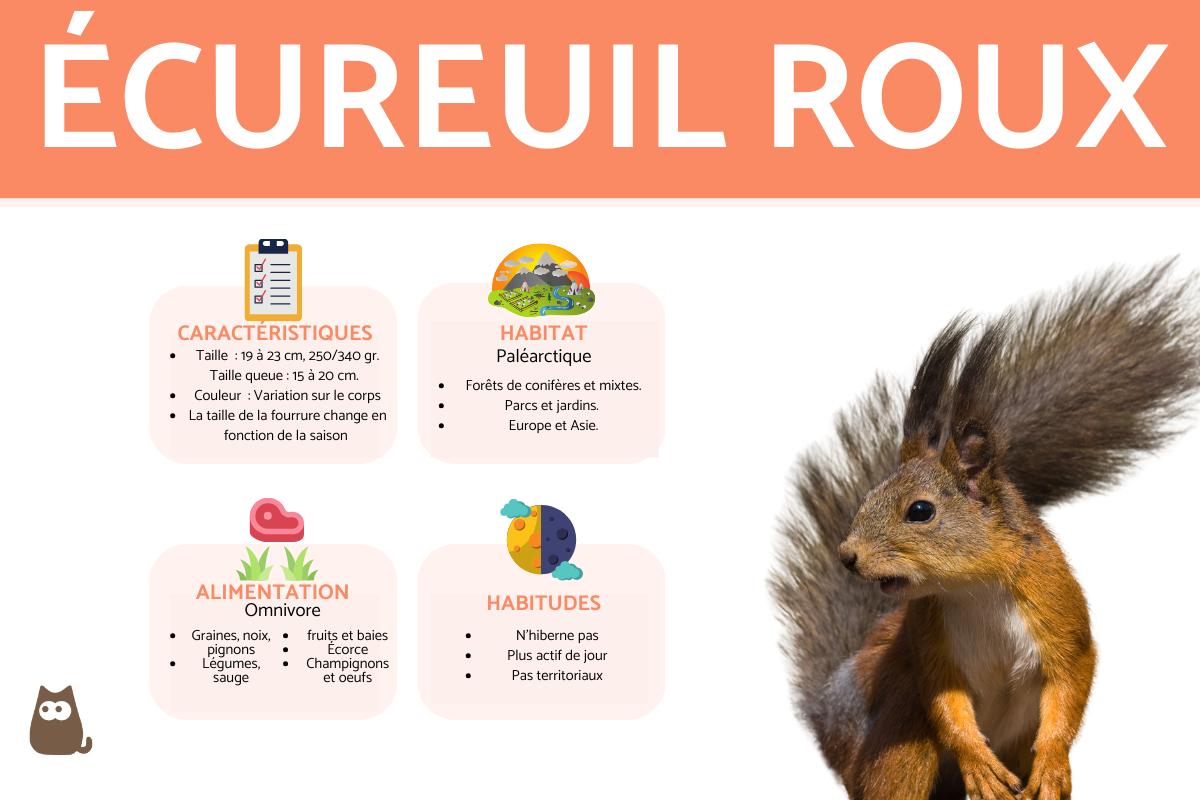 ÉCUREUIL ROUX
CARACTÉRISTIQUES
Taille : 19 à 23 cm, 250/340 gr.
Taille queue : 15 à 20 cm.
Couleur : Variation sur le corps
La taille de la fourrure change en
fonction de la saison
HABITAT
Paléarctique
Forêts de conifères et mixtes.
Parcs et jardins.
Europe et Asie.
ALIMENTATION
Omnivore
Graines, noix,
pignons
Légumes,
sauge
fruits et baies
Écorce
Champignons
et oeufs
HABITUDES
N'hiberne pas
Plus actif de jour
Pas territoriaux